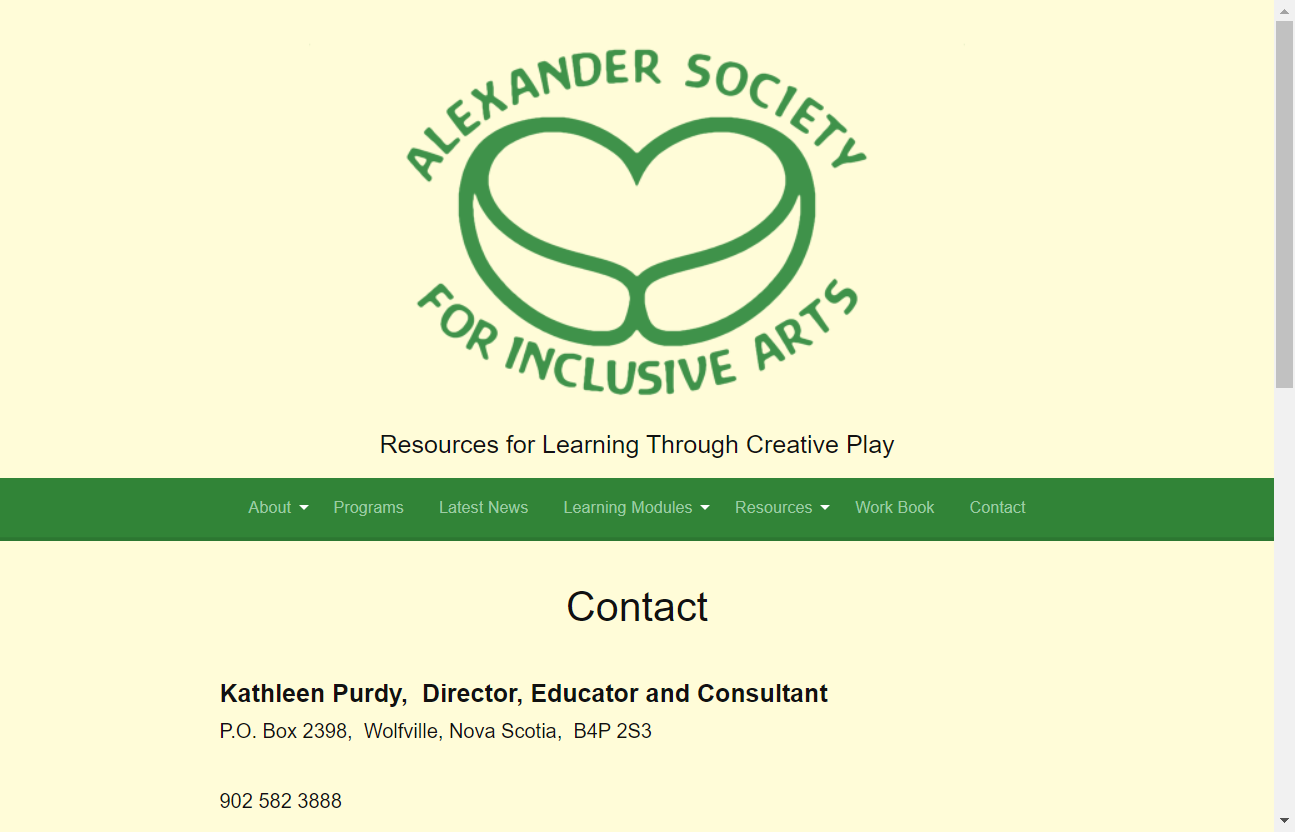 ALEXANDER SOCIETY
FOR INCLUSIVE ARTS
Resources for Learning Through Creative Play
About Programs Latest News Learning Modules Resources Work Book Contact
Contact
Kathleen Purdy,  Director, Educator and Consultant
P.O. Box 2398,  Wolfville, Nova Scotia,  B4P 2S3
902 582 3888